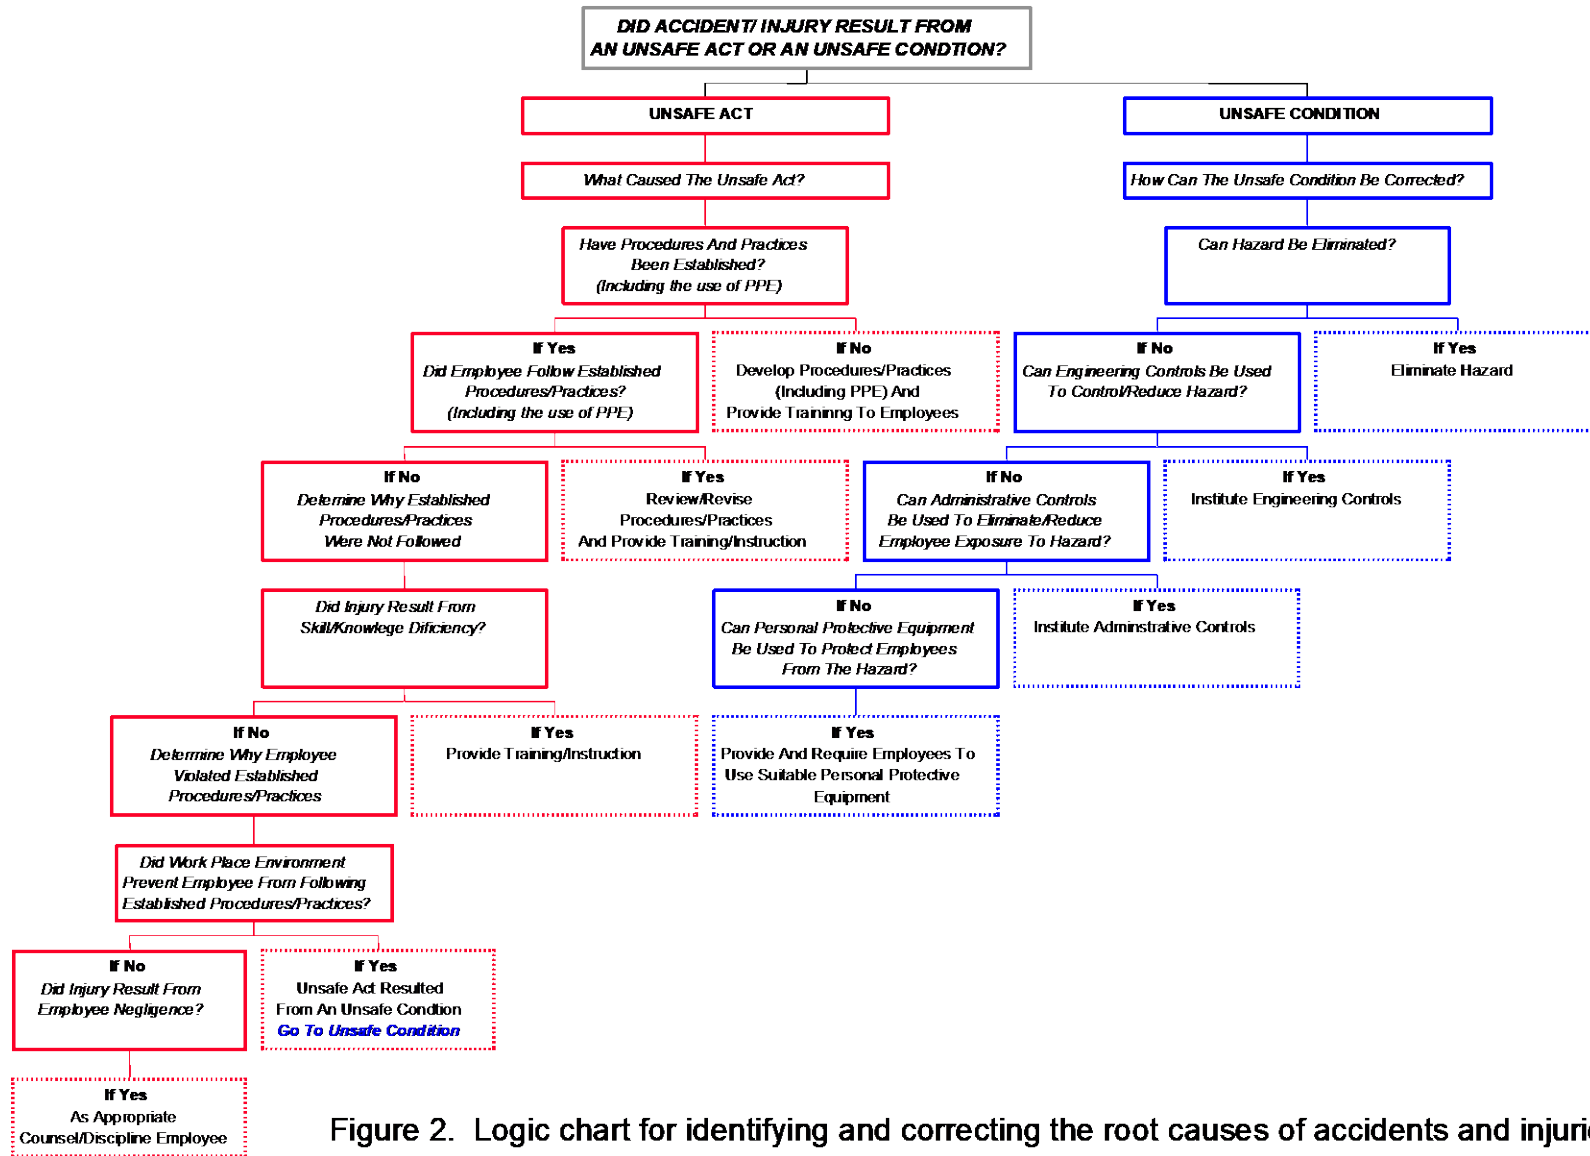 DID ACCIDENT/ INJURY RESULT FROM
AN UNSAFE ACT OR AN UNSAFE CONDTION?
UNSAFE ACT
UNSAFE CONDITION
What Caused The Unsafe Act?
How Can The Unsafe Condition Be Corrected?
Have Procedures And Practices
Been Established?
(Including the use of PPE)
Can Hazard Be Eliminated?
If Yes
Did Employee Follow Established
Procedures/Practices?
(Including the use of PPE)
If No
Develop Procedures/Practices
(Including PPE) And
Provide Traininng To Employees
If No
Can Engineering Controls Be Used
To Control/Reduce Hazard?
If Yes
Eliminate Hazard
If No
Determine Why Established
Procedures/Practices
Were Not Followed
If Yes
Review/Revise
Procedures/Practices
And Provide Training/Instruction
If No
Can Administrative Controls
Be Used To Eliminate/Reduce
Employee Exposure To Hazard?
If Yes
Institute Engineering Controls
Did Injury Result From
Skill/Knowlege Dificiency?
If No
Can Personal Protective Equipment
Be Used To Protect Employees
From The Hazard?
If Yes
Institute Adminstrative Controls
If No
Determine Why Employee
Violated Established
Procedures/Practices
If Yes
Provide Training/Instruction
If Yes
Provide And Require Employees To
Use Suitable Personal Protective
Equipment
Did Work Place Environment
Prevent Employee From Following
Established Procedures/Practices?
If No
Did Injury Result From
Employee Negligence?
If Yes
Unsafe Act Resulted
From An Unsafe Condtion
Go To Unsafe Condition
If Yes
As Appropriate
Counsel/Discipline Employee
Figure 2. Logic chart for identifying and correcting the root causes of accidents and injurie